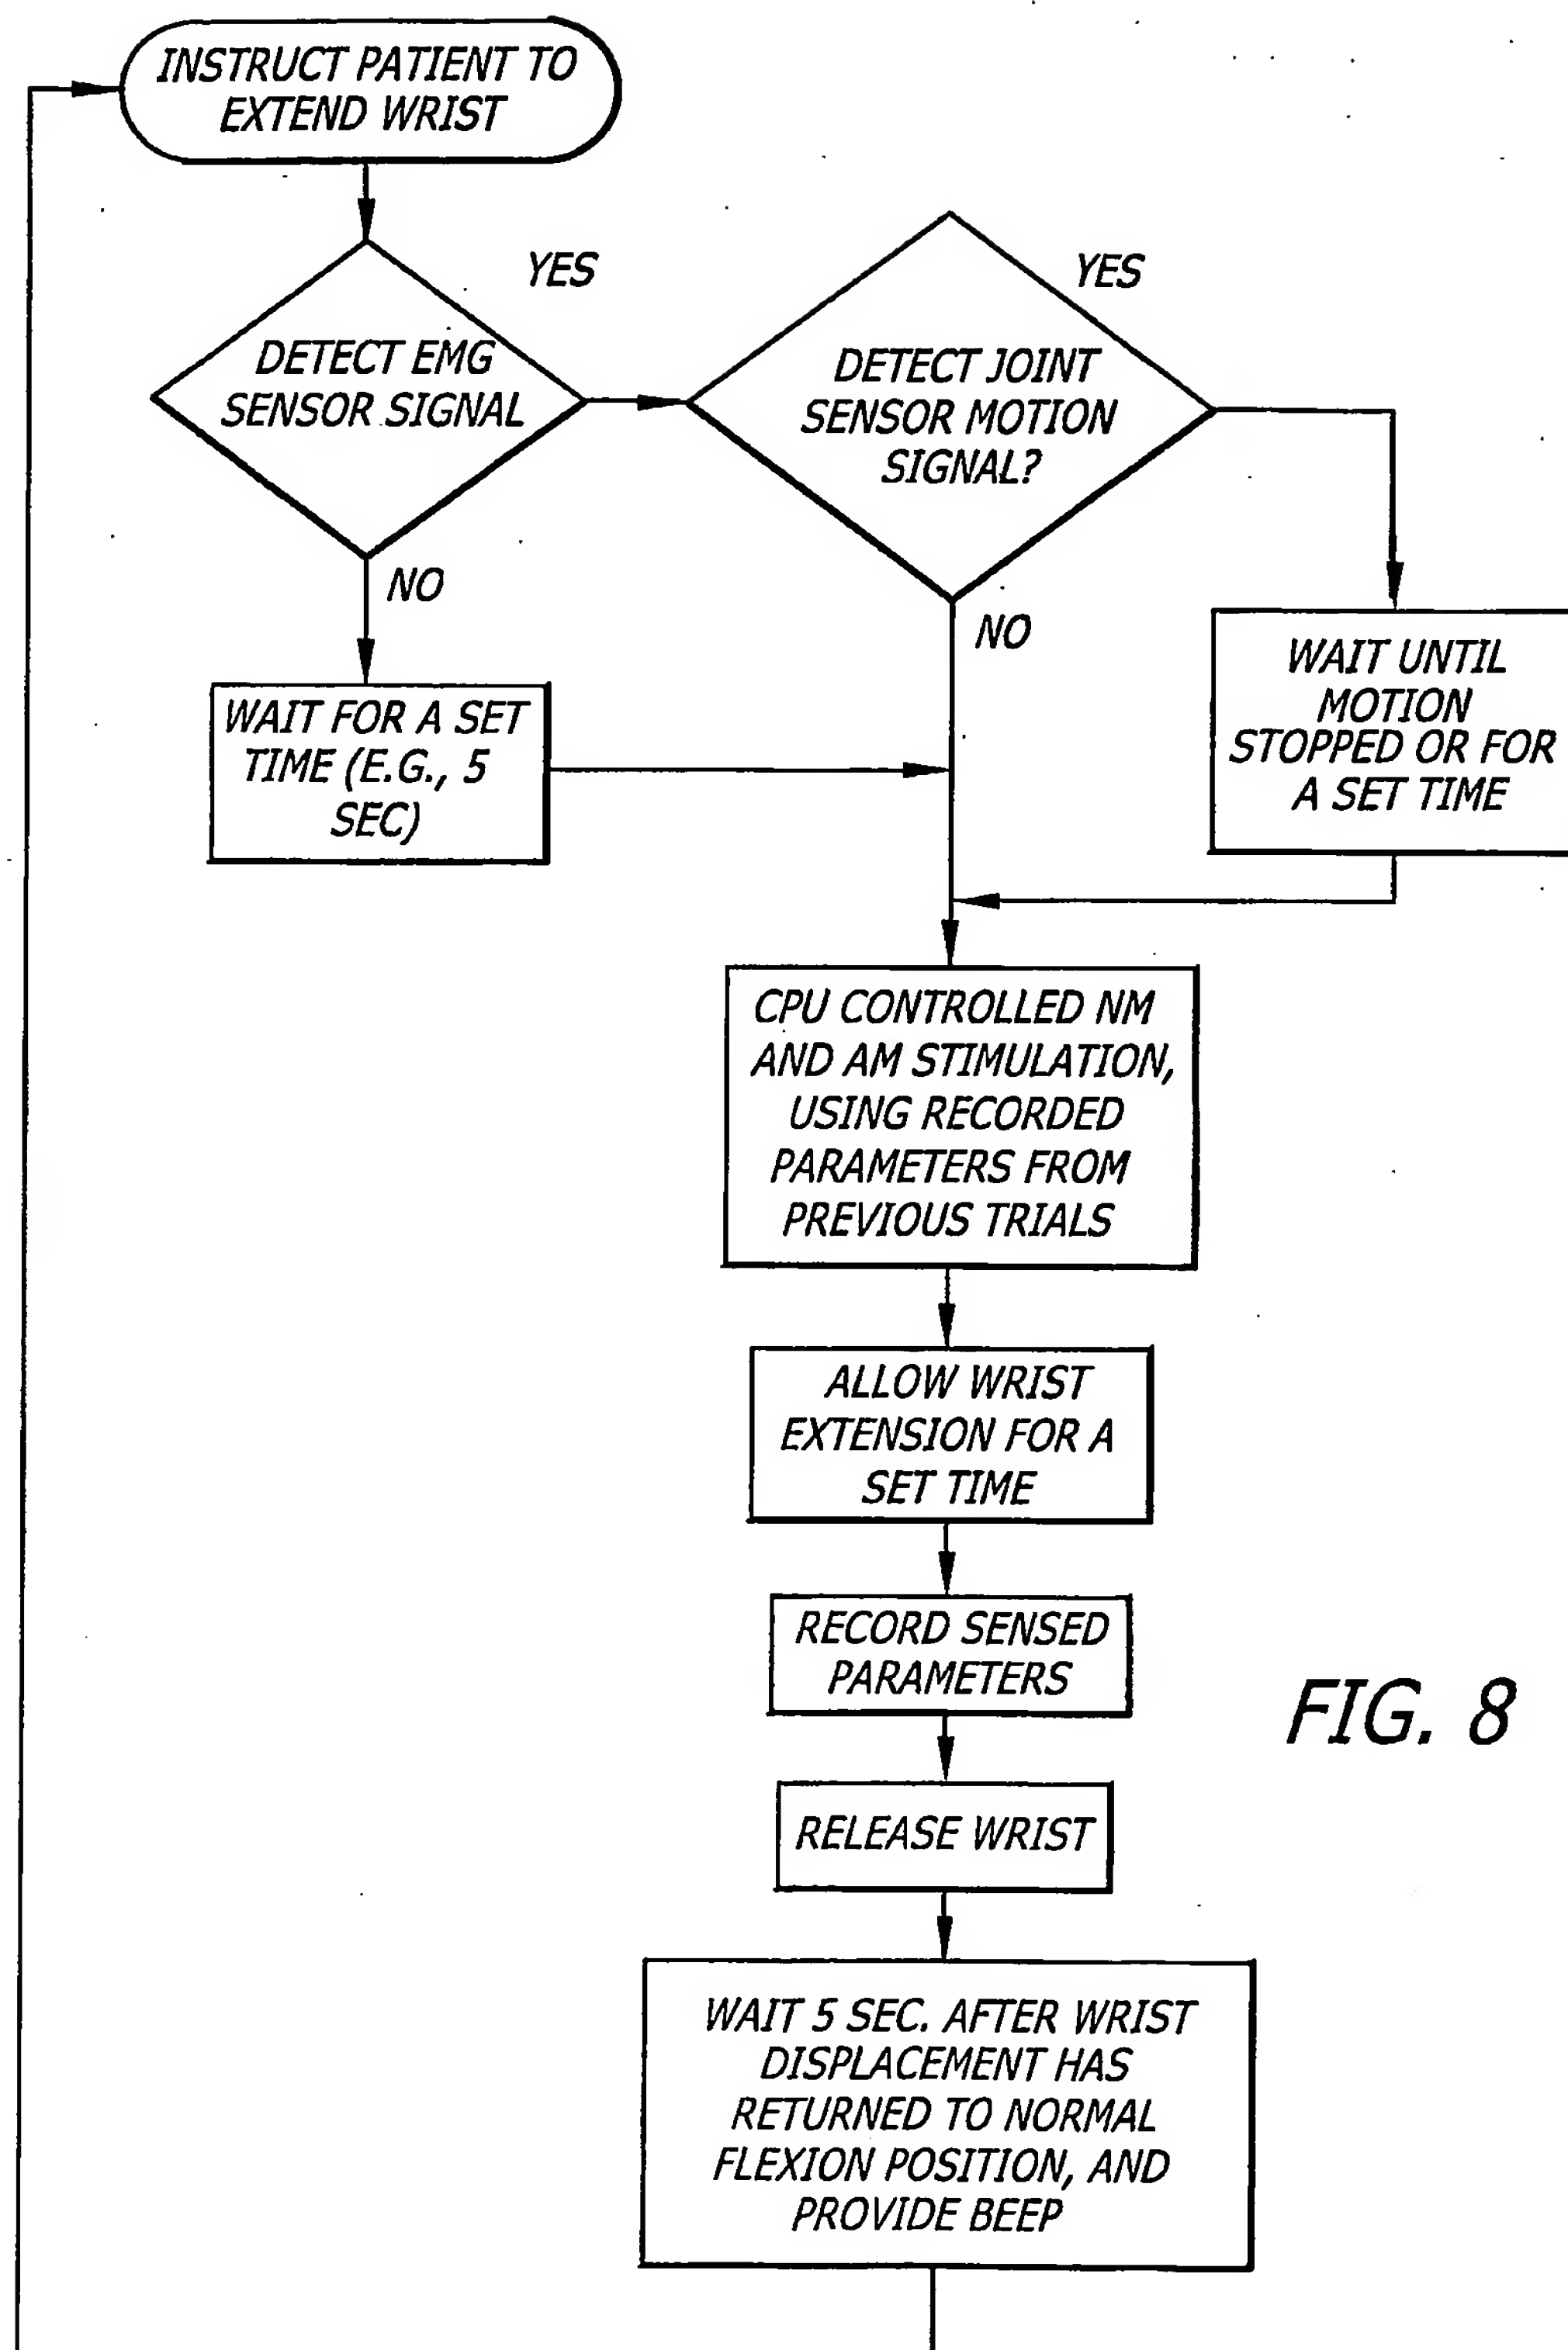 INSTRUCT PATIENT TO
EXTEND WRIST
YES
DETECT EMG
SENSOR SIGNAL
NO
YES
DETECT JOINT
SENSOR MOTION
SIGNAL?
NO
WAIT FOR A SET
TIME (E.G., 5
SEC)
WAIT UNTIL
MOTION
STOPPED OR FOR
A SET TIME
CPU CONTROLLED NM
AND AM STIMULATION,
USING RECORDED
PARAMETERS FROM
PREVIOUS TRIALS
ALLOW WRIST
EXTENSION FOR A
SET TIME
RECORD SENSED
PARAMETERS
RELEASE WRIST
WAIT 5 SEC. AFTER WRIST
DISPLACEMENT HAS
RETURNED TO NORMAL
FLEXION POSITION, AND
PROVIDE BEEP
FIG. 8